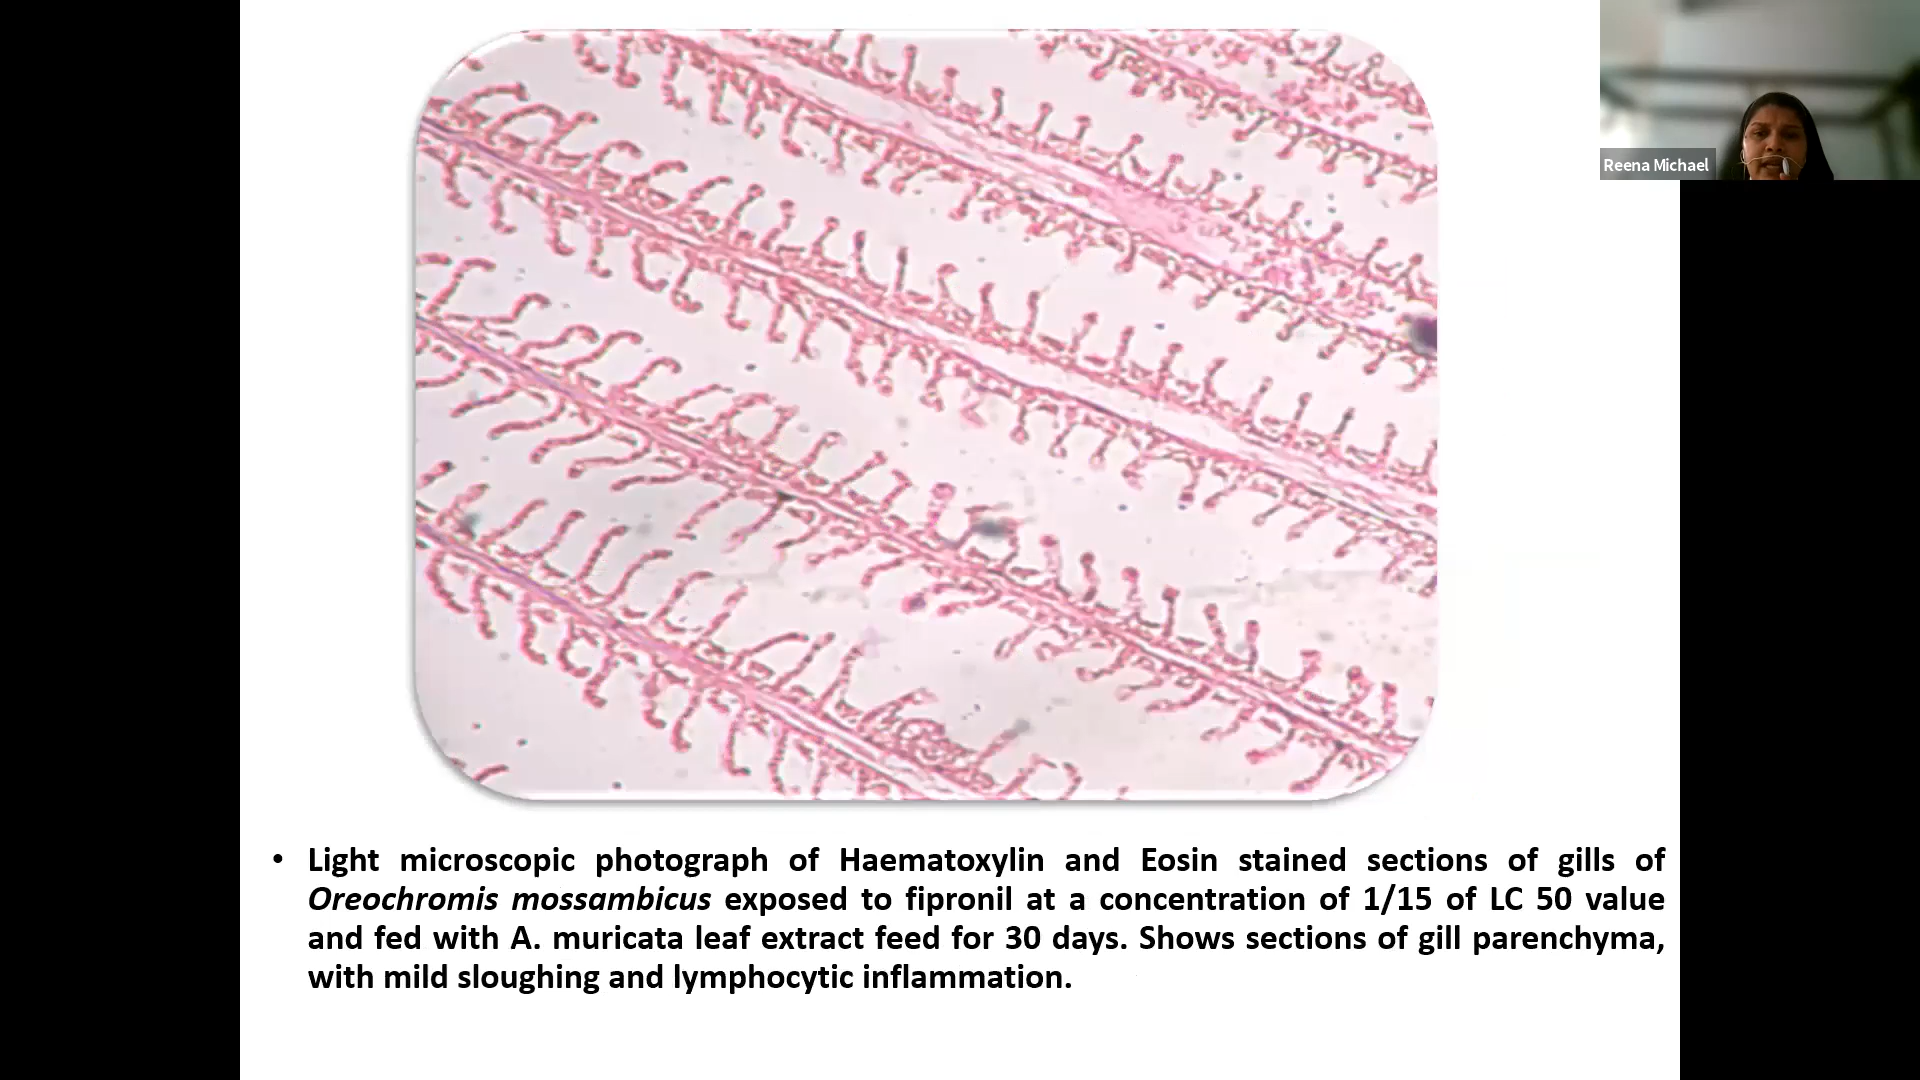 Reena Michael
• Light microscopic photograph of Haematoxylin and Eosin stained sections of gills of
Oreochromis mossambicus exposed to fipronil at a concentration of 1/15 of LC 50 value
and fed with A. muricata leaf extract feed for 30 days. Shows sections of gill parenchyma,
with mild sloughing and lymphocytic inflammation.